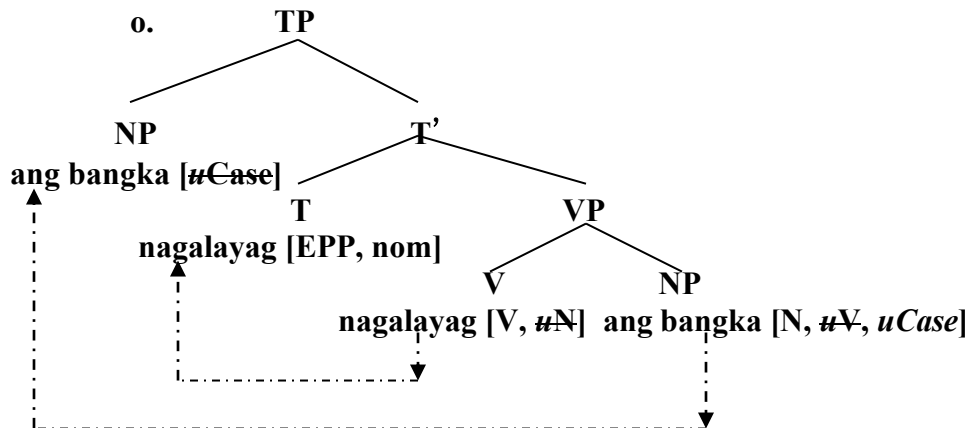 o. TP
NP T’
ang bangka [uCase]
T VP
nagalayag [EPP, nom]
V NP
nagalayag [V, uN] ang bangka [N, uV, uCase]